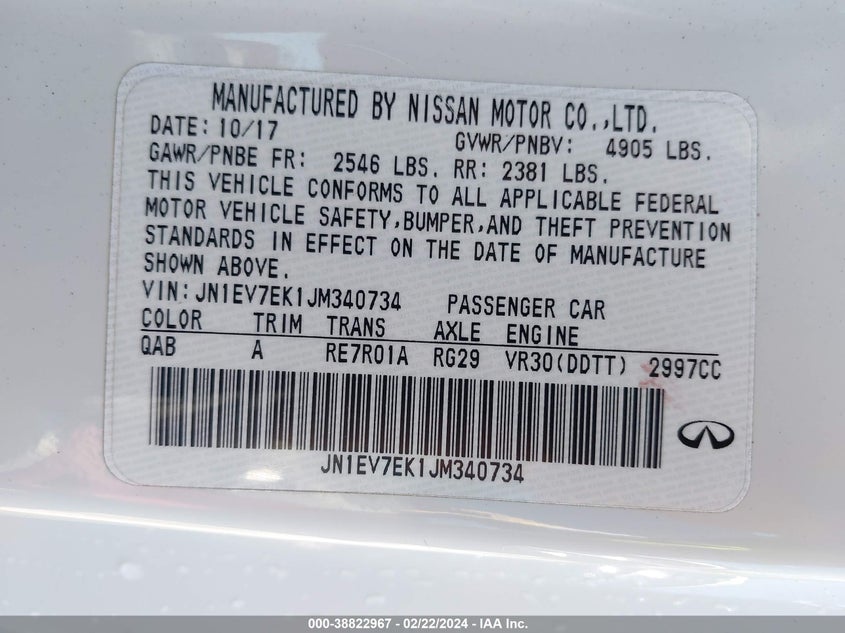 MANUFACTURED BY NISSAN MOTOR CO.,LTD.
DATE: 10/17 GVWR/PNBV: 4905 LBS.
GAWR/PNBE FR: 2546 LBS. RR: 2381 LBS.
THIS VEHICLE CONFORMS TO ALL APPLICABLE FEDERAL
MOTOR VEHICLE SAFETY,BUMPER,AND THEFT PREVENTION
STANDARDS IN EFFECT ON THE DATE OF MANUFACTURE
SHOWN ABOVE.
VIN:JN1EV7EK1JM340734 PASSENGER CAR
COLOR TRIM TRANS AXLE ENGINE
QAB A RE7R01A RG29 VR30(DDTT) 2997CC
JN1EV7EK1JM340734
000-38822967 - 02/22/2024 - IAA Inc.